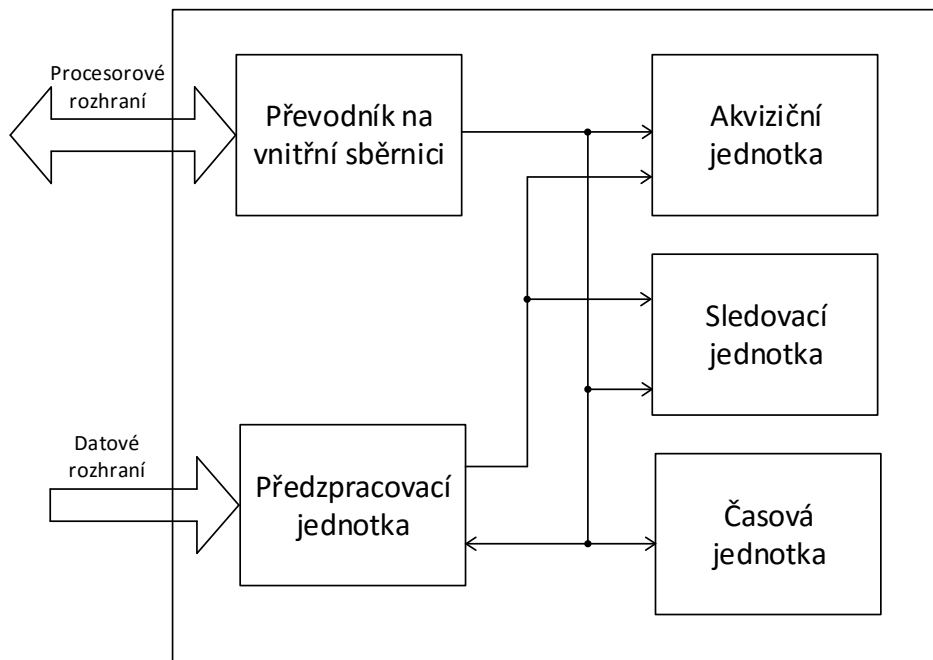 Procesorové
rozhraní
Převodník na
vnitřní sběrnici
Akviziční
jednotka
Sledovací
jednotka
Datové
rozhraní
Předzpracovací
jednotka
Časová
jednotka